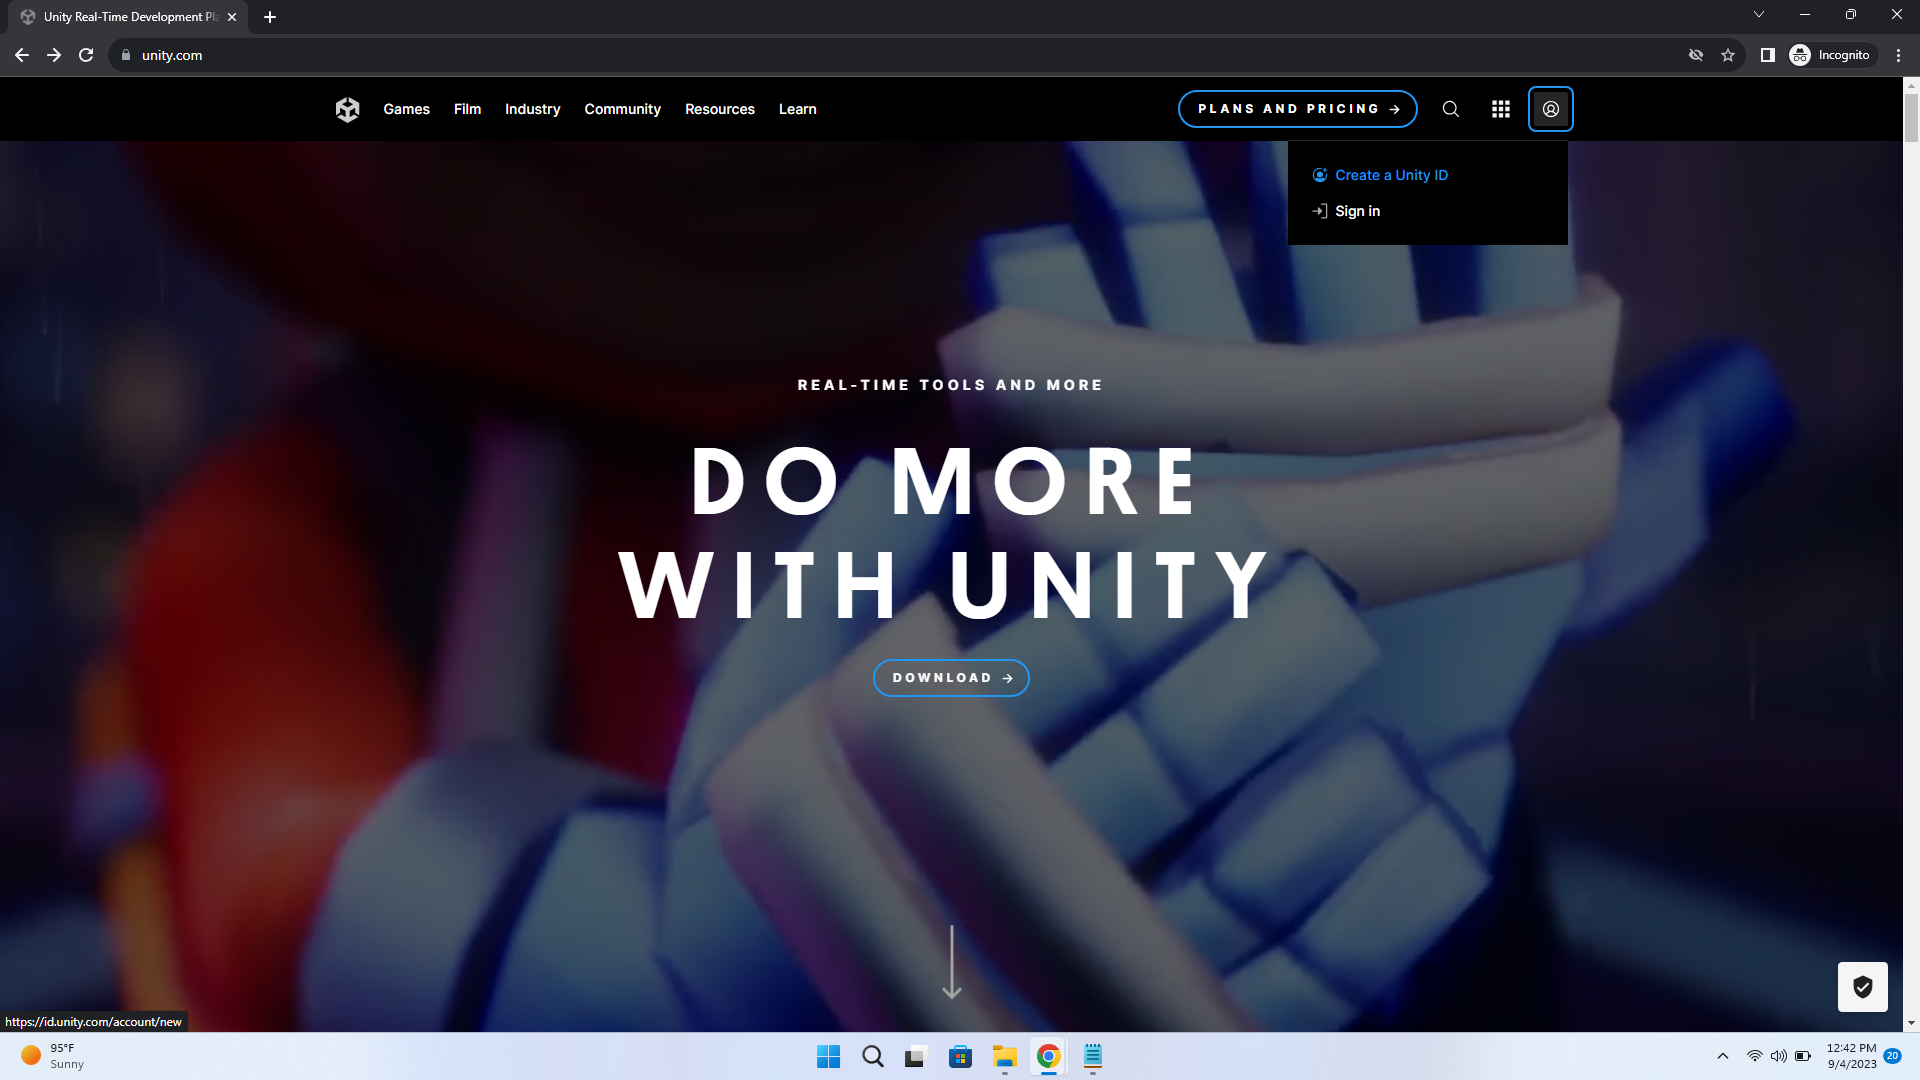 Unity Real-Time Development Pl
unity.com
Incognito
Games Film Industry Community Resources Learn
PLANS AND PRICING →
Create a Unity ID
Sign in
REAL-TIME TOOLS AND MORE
DO MORE
WITH UNITY
DOWNLOAD →
https://id.unity.com/account/new
95°F
Sunny
12:42 PM
9/4/2023
20